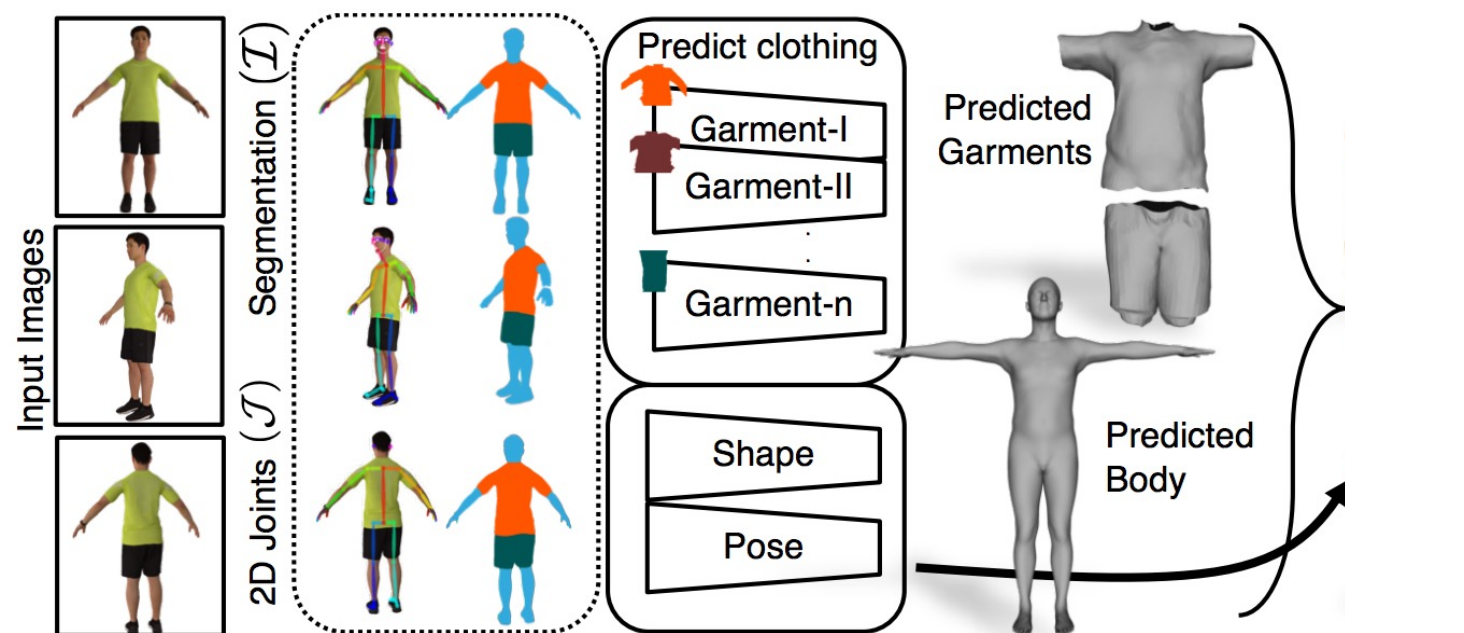 Input Images
Segmentation (I)
2D Joints (J)
Predict clothing
Garment-I
Garment-II
.
.
Garment-n
Shape
Pose
Predicted
Garments
Predicted
Body